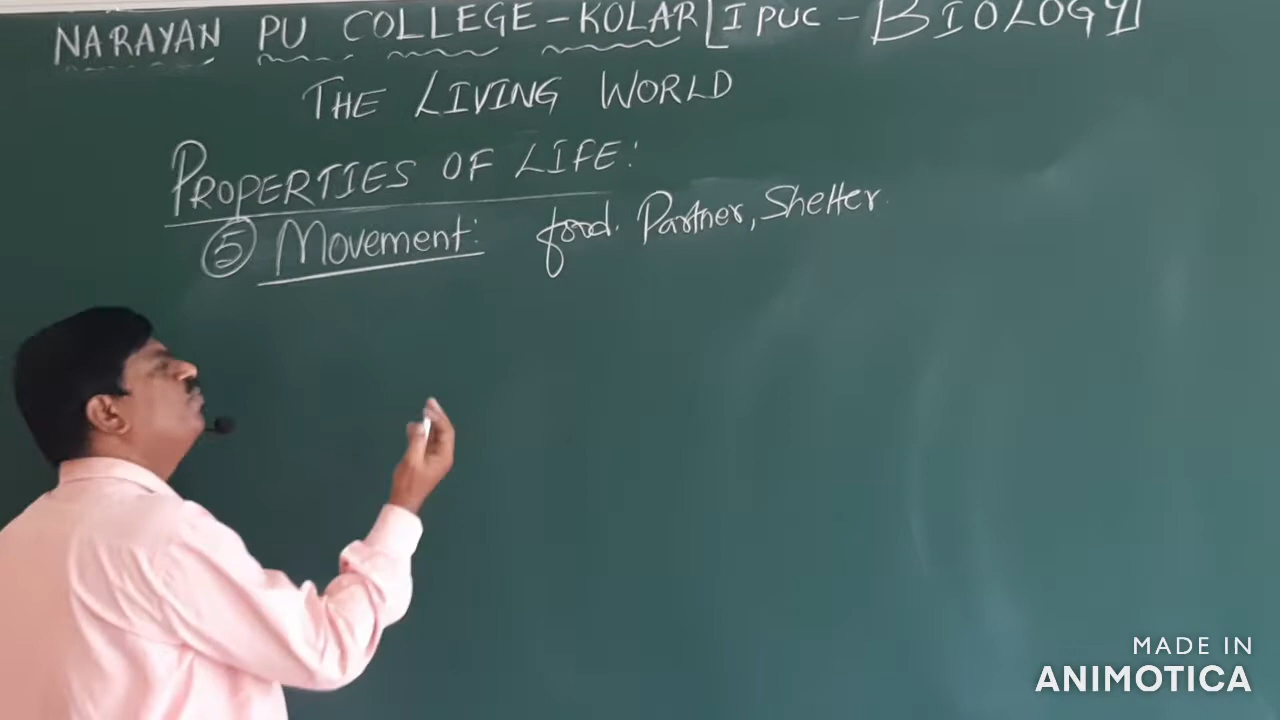 NARAYAN PU COLLEGE - KOLAR [I PUC - BIOLOGY]
THE LIVING WORLD
PROPERTIES OF LIFE:
⑤ Movement: food. Partner, Shelter.
MADE IN
ANIMOTICA